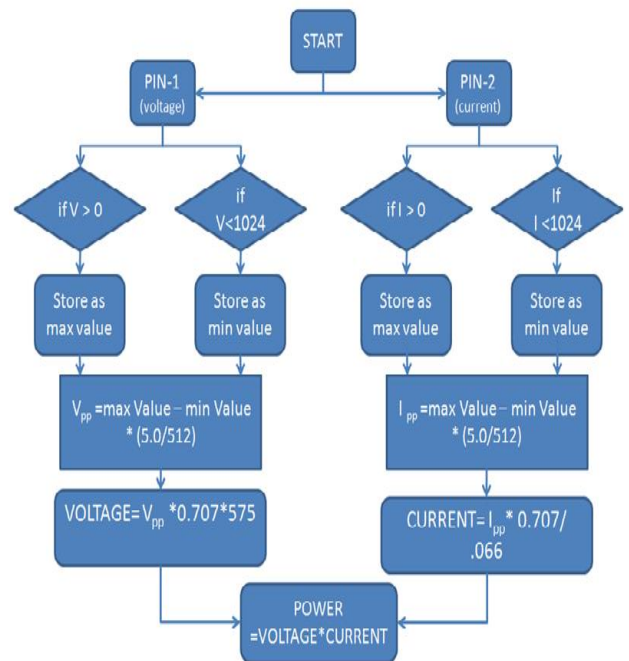 START
PIN-1
(voltage)
PIN-2
(current)
if V > 0
if
V<1024
if I > 0
If
I <1024
Store as
max value
Store as
min value
Store as
max value
Store as
min value
Vpp =max Value – min Value
* (5.0/512)
I pp =max Value – min Value
* (5.0/512)
VOLTAGE= Vpp *0.707*575
CURRENT= Ipp* 0.707/
.066
POWER
=VOLTAGE*CURRENT